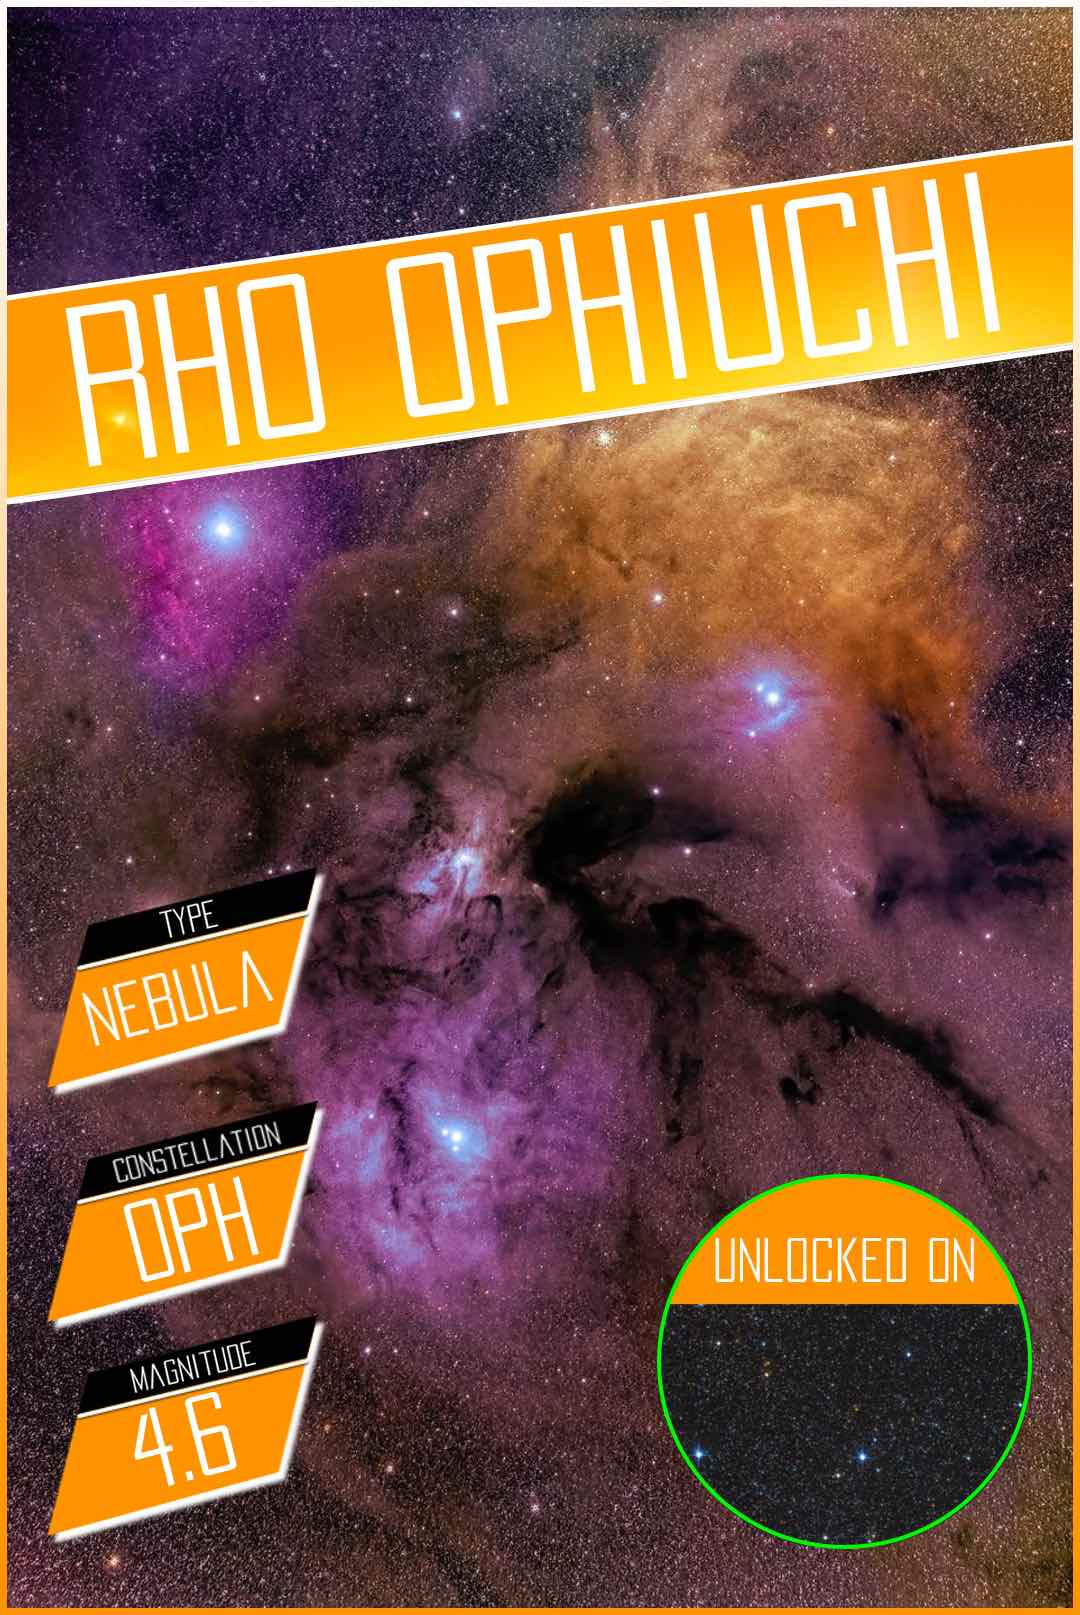 RHO OPHIUCHI
TYPE
NEBULA
CONSTELLATION
OPH
MAGNITUDE
4.6
UNLOCKED ON